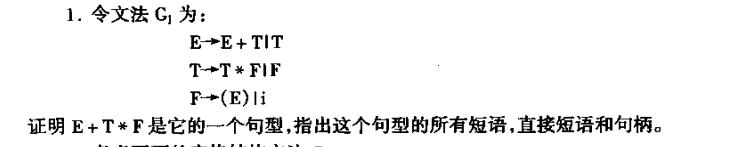 1. 令文法 G₁ 为:
E→E+T|T
T→T*F|F
F→(E)|i
证明 E+T*F 是它的一个句型,指出这个句型的所有短语,直接短语和句柄。